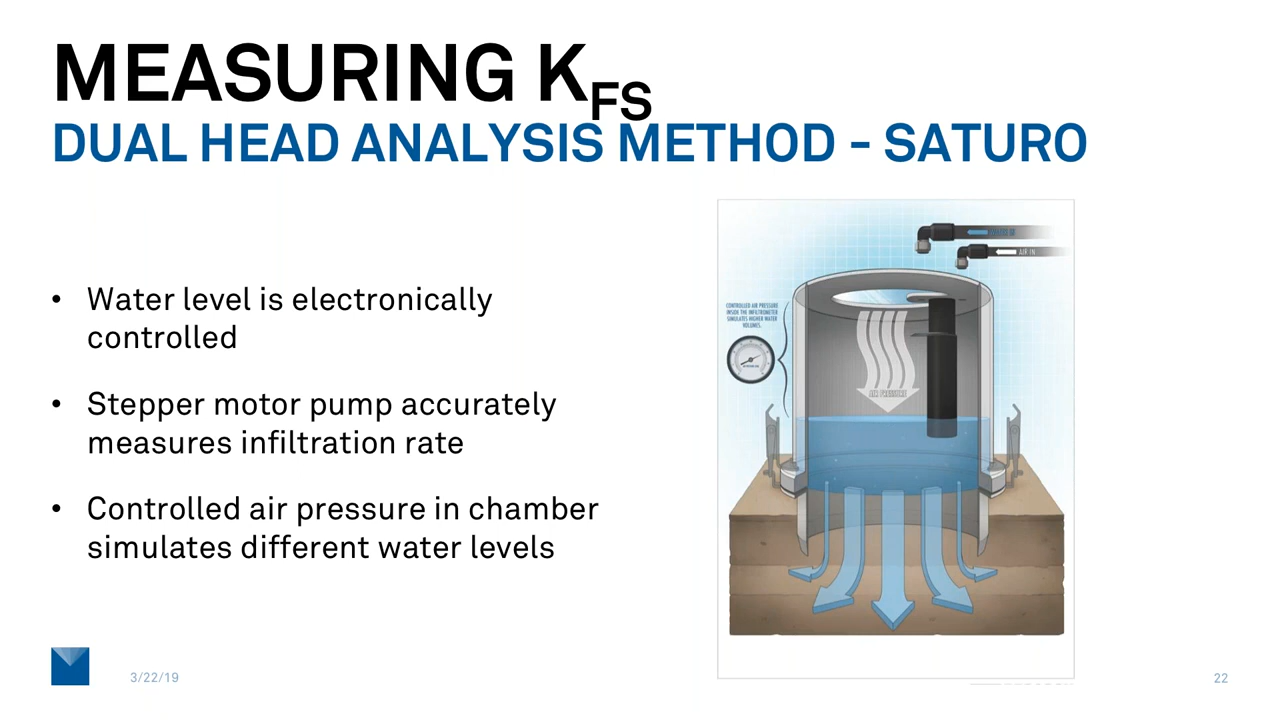 MEASURING KFS
DUAL HEAD ANALYSIS METHOD - SATURO
• Water level is electronically
controlled
• Stepper motor pump accurately
measures infiltration rate
• Controlled air pressure in chamber
simulates different water levels
AIR IN
CONTROLLED AIR PRESSURE
INSIDE THE INFILTROMETER
SIMULATES HIGHER WATER
VOLUMES.
AIR PRESSURE
3/22/19
22